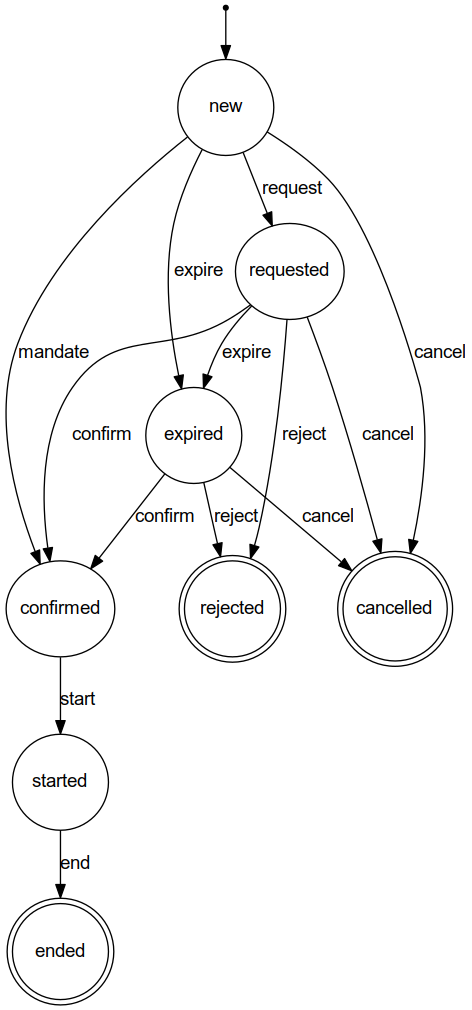 new
request
requested
expire
mandate
cancel
expire
confirm
reject
cancel
expired
confirm
reject
cancel
confirmed
rejected
cancelled
start
started
end
ended